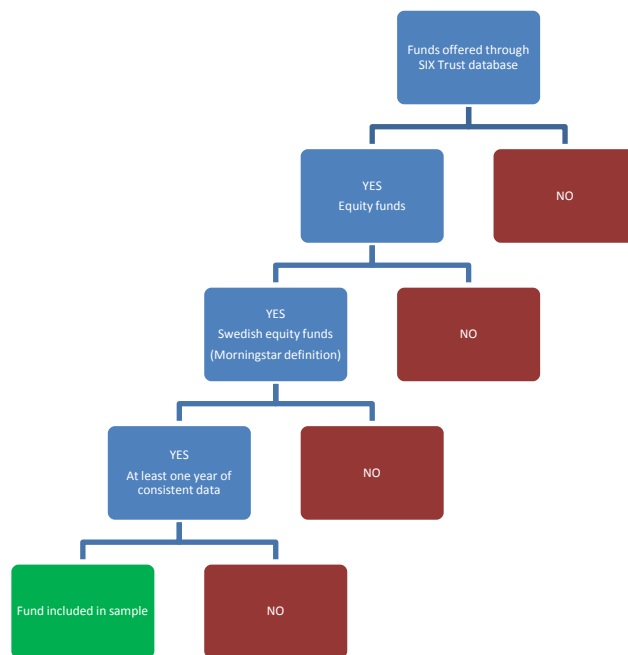 Funds offered through
SIX Trust database
YES
Equity funds
NO
YES
Swedish equity funds
(Morningstar definition)
NO
YES
At least one year of
consistent data
NO
Fund included in sample
NO